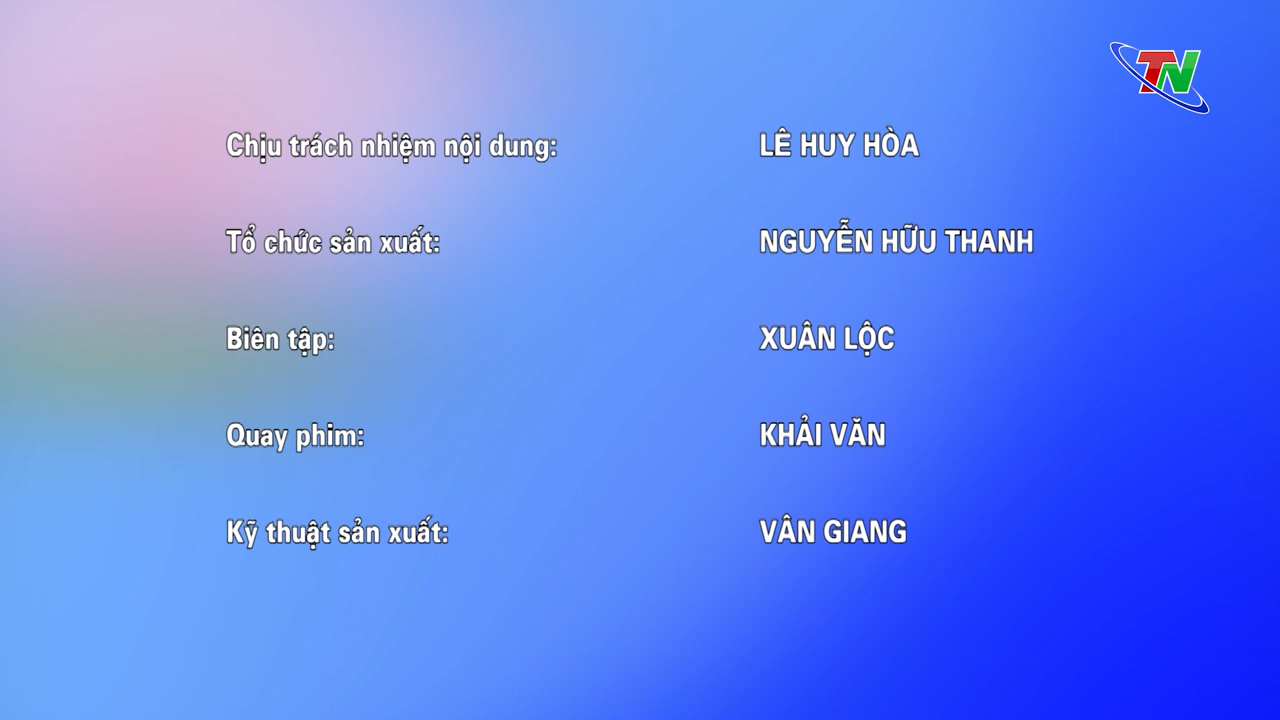 TN
Chịu trách nhiệm nội dung: LÊ HUY HÒA
Tổ chức sản xuất: NGUYỄN HỮU THANH
Biên tập: XUÂN LỘC
Quay phim: KHẢI VĂN
Kỹ thuật sản xuất: VÂN GIANG